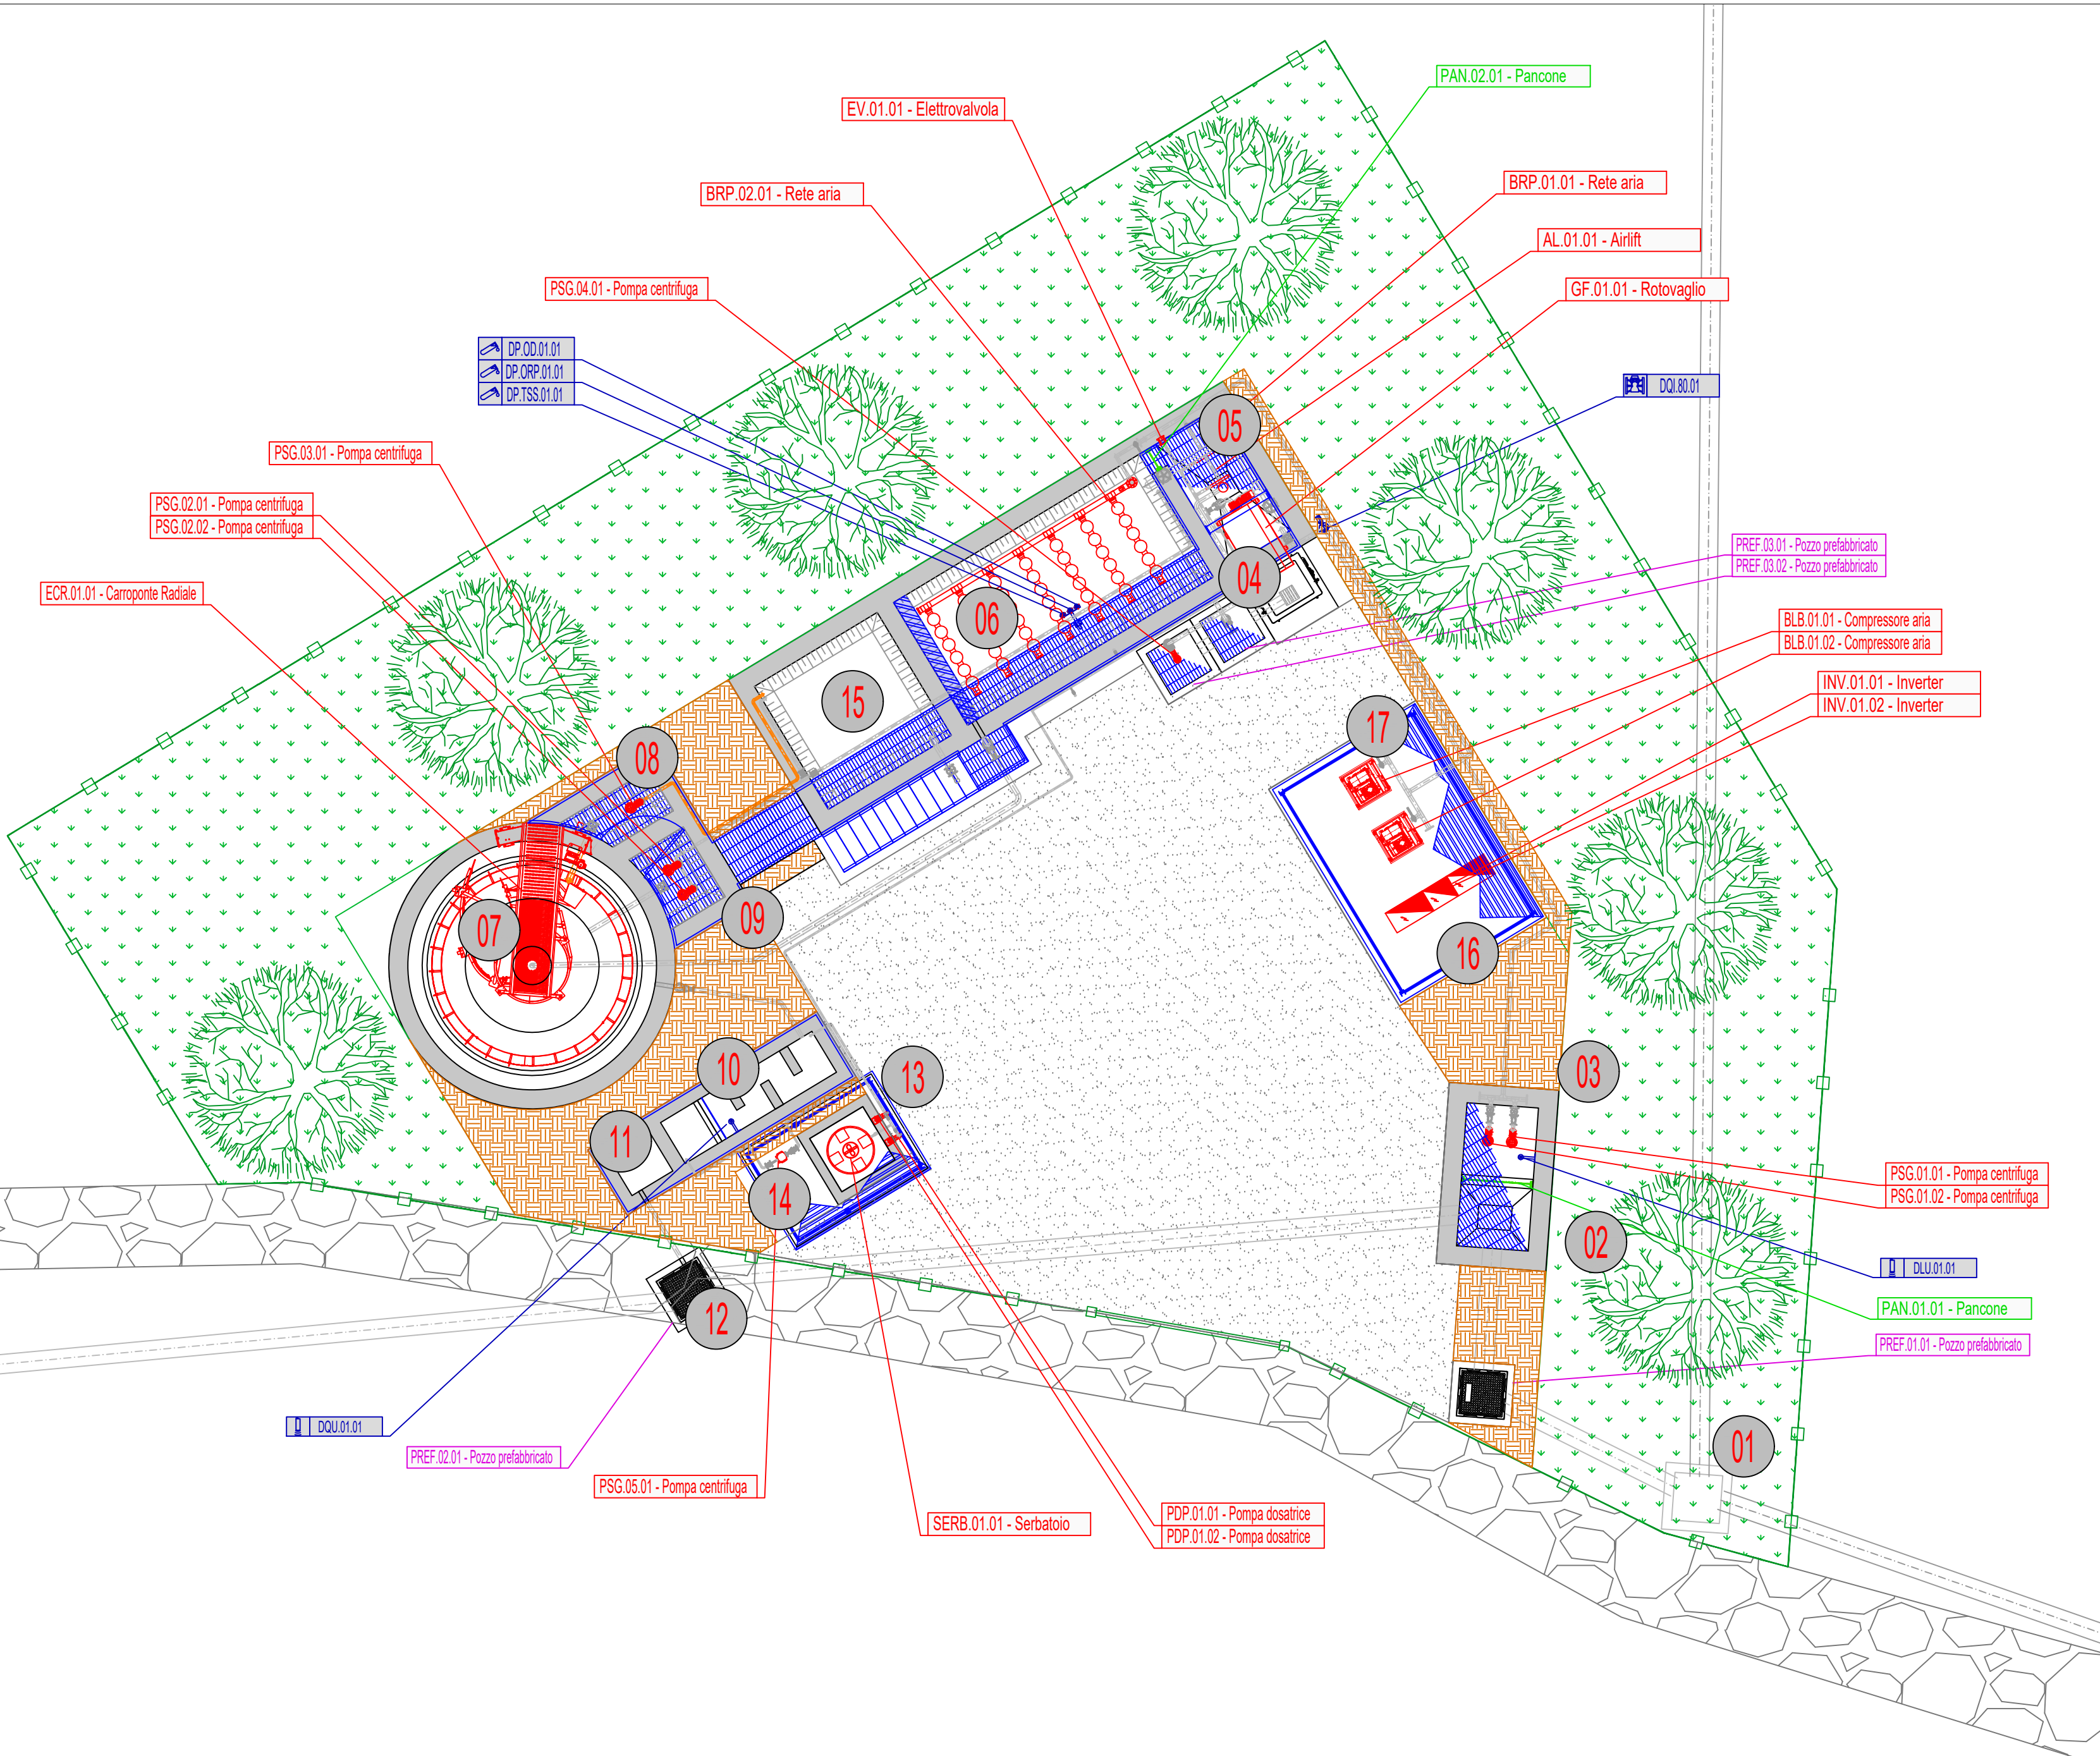 PAN.02.01 - Pancone
EV.01.01 - Elettrovalvola
BRP.01.01 - Rete aria
BRP.02.01 - Rete aria
AL.01.01 - Airlift
PSG.04.01 - Pompa centrifuga
GF.01.01 - Rotovaglio
DP.OD.01.01
DP.ORP.01.01
DP.TSS.01.01
DQI.80.01
05
PSG.03.01 - Pompa centrifuga
PSG.02.01 - Pompa centrifuga
PSG.02.02 - Pompa centrifuga
PREF.03.01 - Pozzo prefabbricato
PREF.03.02 - Pozzo prefabbricato
04
ECR.01.01 - Carroponte Radiale
06
BLB.01.01 - Compressore aria
BLB.01.02 - Compressore aria
INV.01.01 - Inverter
INV.01.02 - Inverter
15
17
08
07
09
16
10
13
03
11
14
PSG.01.01 - Pompa centrifuga
PSG.01.02 - Pompa centrifuga
02
DLU.01.01
12
PAN.01.01 - Pancone
PREF.01.01 - Pozzo prefabbricato
DQU.01.01
01
PREF.02.01 - Pozzo prefabbricato
PSG.05.01 - Pompa centrifuga
SERB.01.01 - Serbatoio
PDP.01.01 - Pompa dosatrice
PDP.01.02 - Pompa dosatrice